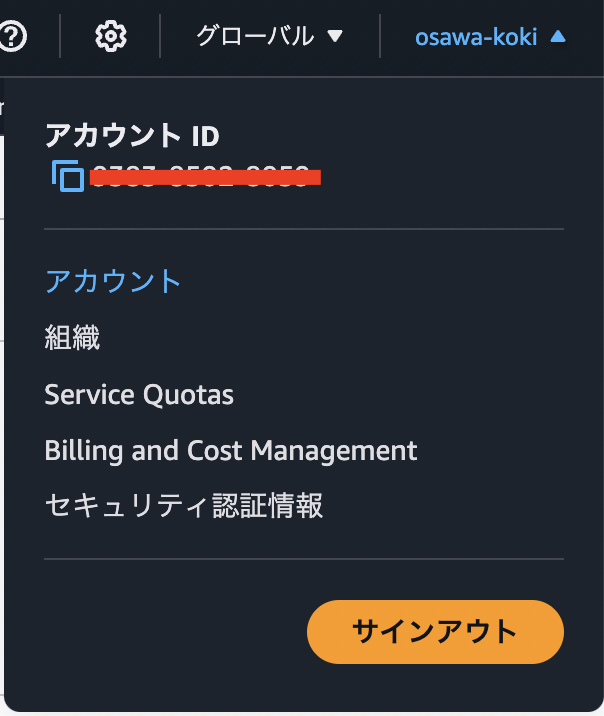 グローバル ▼
osawa-koki ▲
アカウント ID
アカウント
組織
Service Quotas
Billing and Cost Management
セキュリティ認証情報
サインアウト